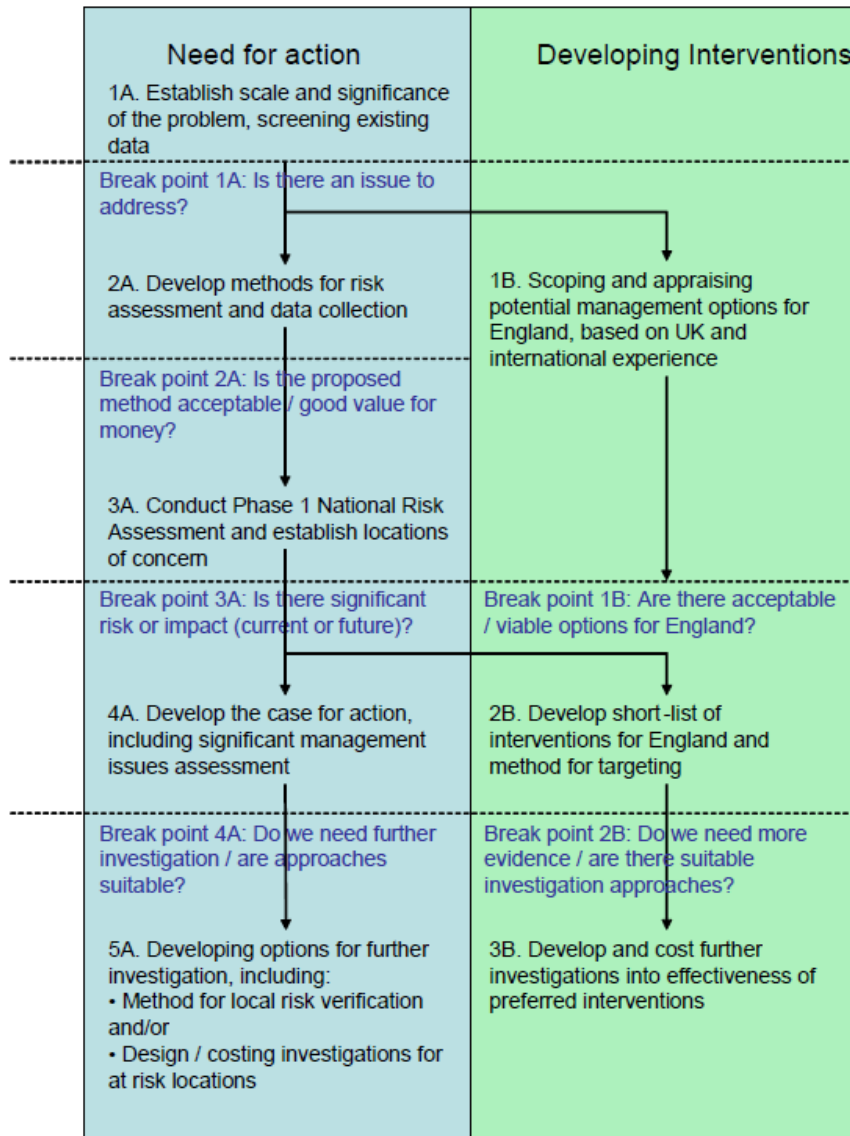 Need for action
1A. Establish scale and significance
of the problem, screening existing
data
Break point 1A: Is there an issue to
address?
2A. Develop methods for risk
assessment and data collection
Break point 2A: Is the proposed
method acceptable / good value for
money?
3A. Conduct Phase 1 National Risk
Assessment and establish locations
of concern
Break point 3A: Is there significant
risk or impact (current or future)?
4A. Develop the case for action,
including significant management
issues assessment
Break point 4A: Do we need further
investigation / are approaches
suitable?
5A. Developing options for further
investigation, including:
• Method for local risk verification
and/or
• Design / costing investigations for
at risk locations
Developing Interventions
1B. Scoping and appraising
potential management options for
England, based on UK and
international experience
Break point 1B: Are there acceptable
/ viable options for England?
2B. Develop short-list of
interventions for England and
method for targeting
Break point 2B: Do we need more
evidence / are there suitable
investigation approaches?
3B. Develop and cost further
investigations into effectiveness of
preferred interventions